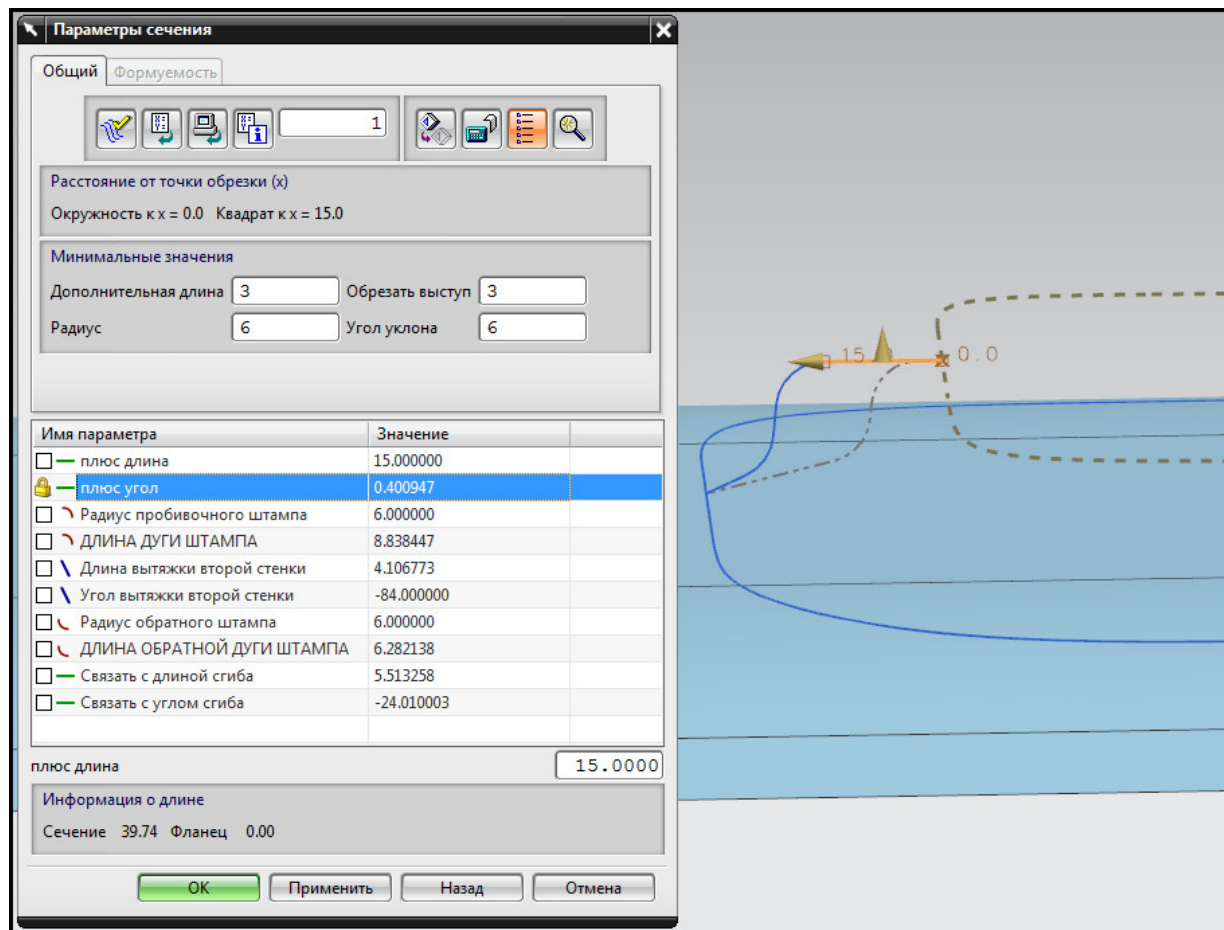 Параметры сечения
Общий Формуемость
1
Расстояние от точки обрезки (x)
Окружность к x = 0.0 Квадрат к x = 15.0
Минимальные значения
Дополнительная длина 3 Обрезать выступ 3
Радиус 6 Угол уклона 6
Имя параметра Значение
плюс длина 15.000000
плюс угол 0.400947
Радиус пробивочного штампа 6.000000
ДЛИНА ДУГИ ШТАМПА 8.838447
Длина вытяжки второй стенки 4.106773
Угол вытяжки второй стенки -84.000000
Радиус обратного штампа 6.000000
ДЛИНА ОБРАТНОЙ ДУГИ ШТАМПА 6.282138
Связать с длиной сгиба 5.513258
Связать с углом сгиба -24.010003
плюс длина 15.0000
Информация о длине
Сечение 39.74 Фланец 0.00
OK Применить Назад Отмена
0.0